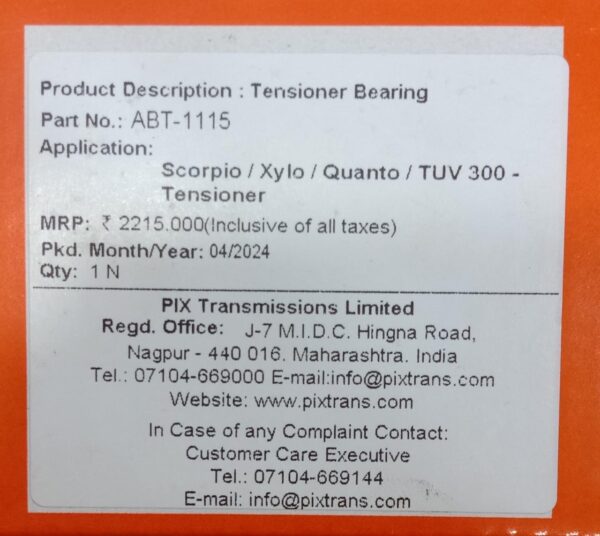 Product Description : Tensioner Bearing
Part No.: ABT-1115
Application:
Scorpio / Xylo / Quanto / TUV 300 -
Tensioner
MRP: ₹ 2215.000(Inclusive of all taxes)
Pkd. Month/Year: 04/2024
Qty: 1 N
PIX Transmissions Limited
Regd. Office: J-7 M.I.D.C. Hingna Road,
Nagpur - 440 016. Maharashtra. India
Tel.: 07104-669000 E-mail:info@pixtrans.com
Website: www.pixtrans.com
In Case of any Complaint Contact:
Customer Care Executive
Tel.: 07104-669144
E-mail: info@pixtrans.com